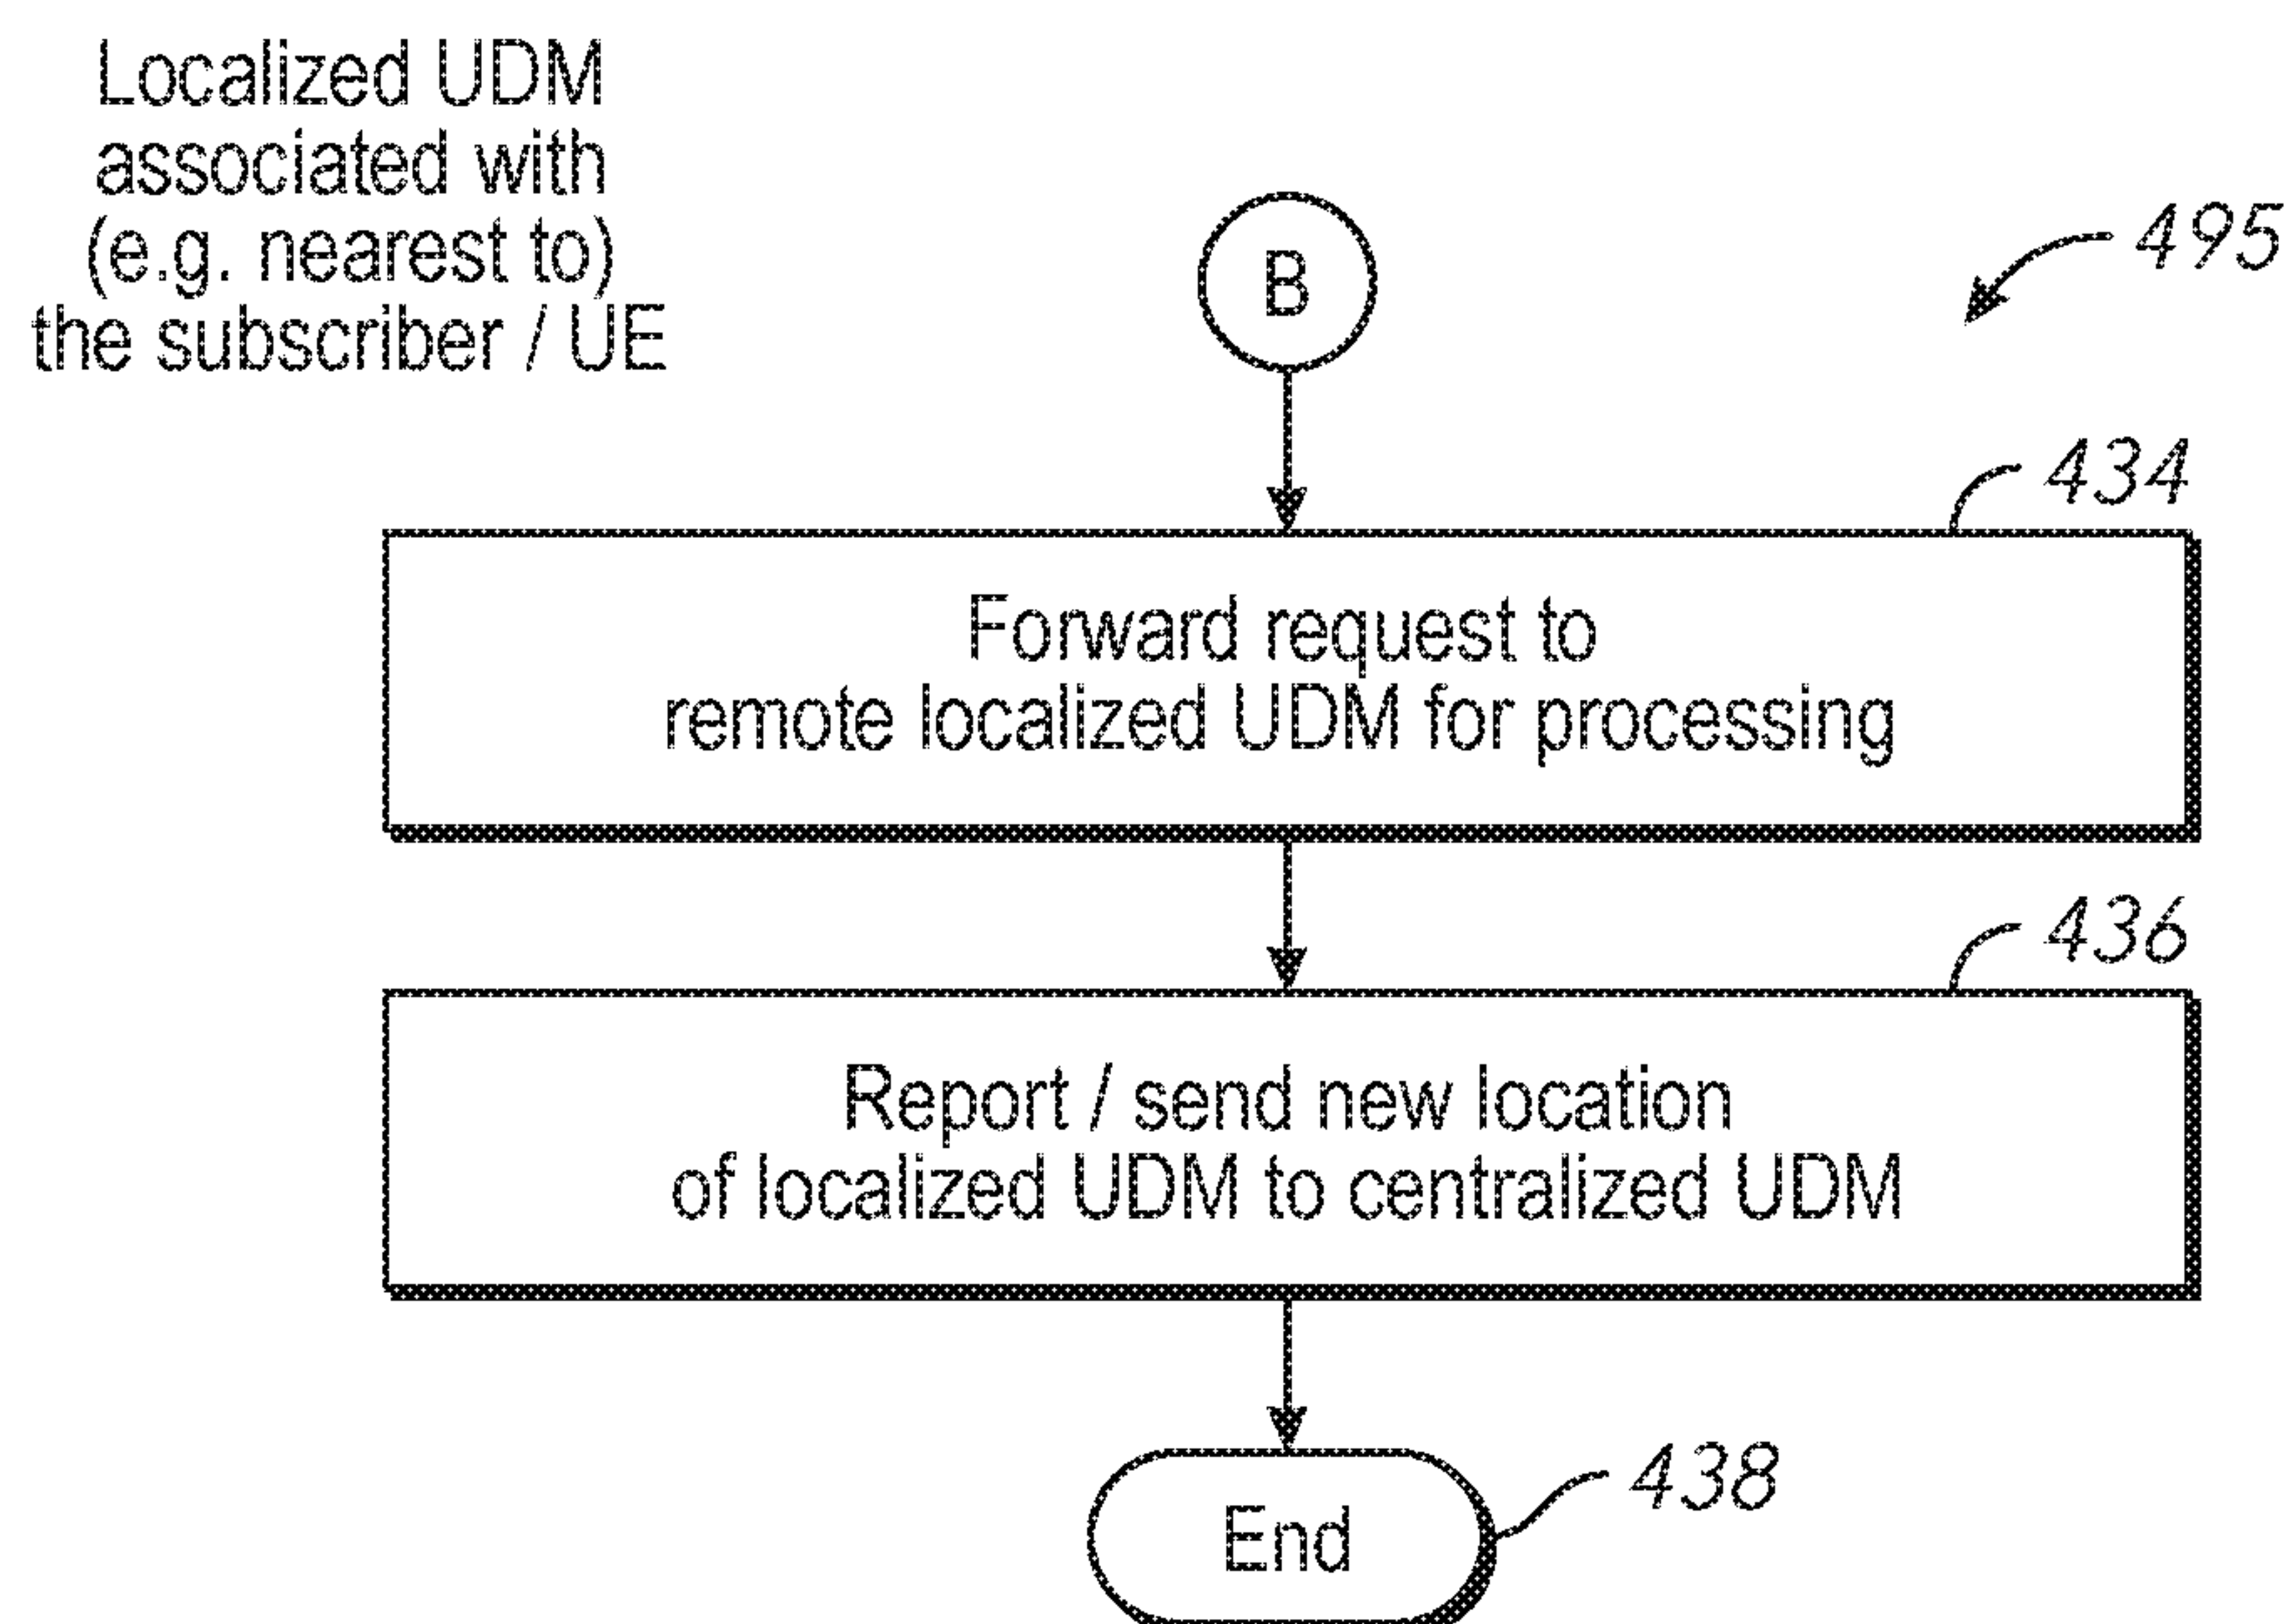 Localized UDM
associated with
(e.g. nearest to)
the subscriber / UE
B
495
434
Forward request to
remote localized UDM for processing
436
Report / send new location
of localized UDM to centralized UDM
End
438